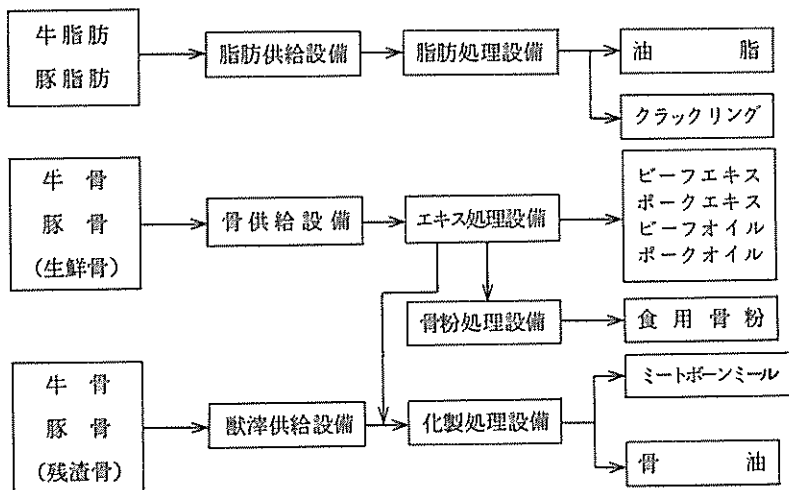 牛脂肪
豚脂肪
脂肪供給設備
脂肪処理設備
油脂
クラックリング
牛骨
豚骨
(生鮮骨)
骨供給設備
エキス処理設備
ビーフエキス
ポークエキス
ビーフオイル
ポークオイル
骨粉処理設備
食用骨粉
牛骨
豚骨
(残渣骨)
獣滓供給設備
化製処理設備
ミートボーンミール
骨油